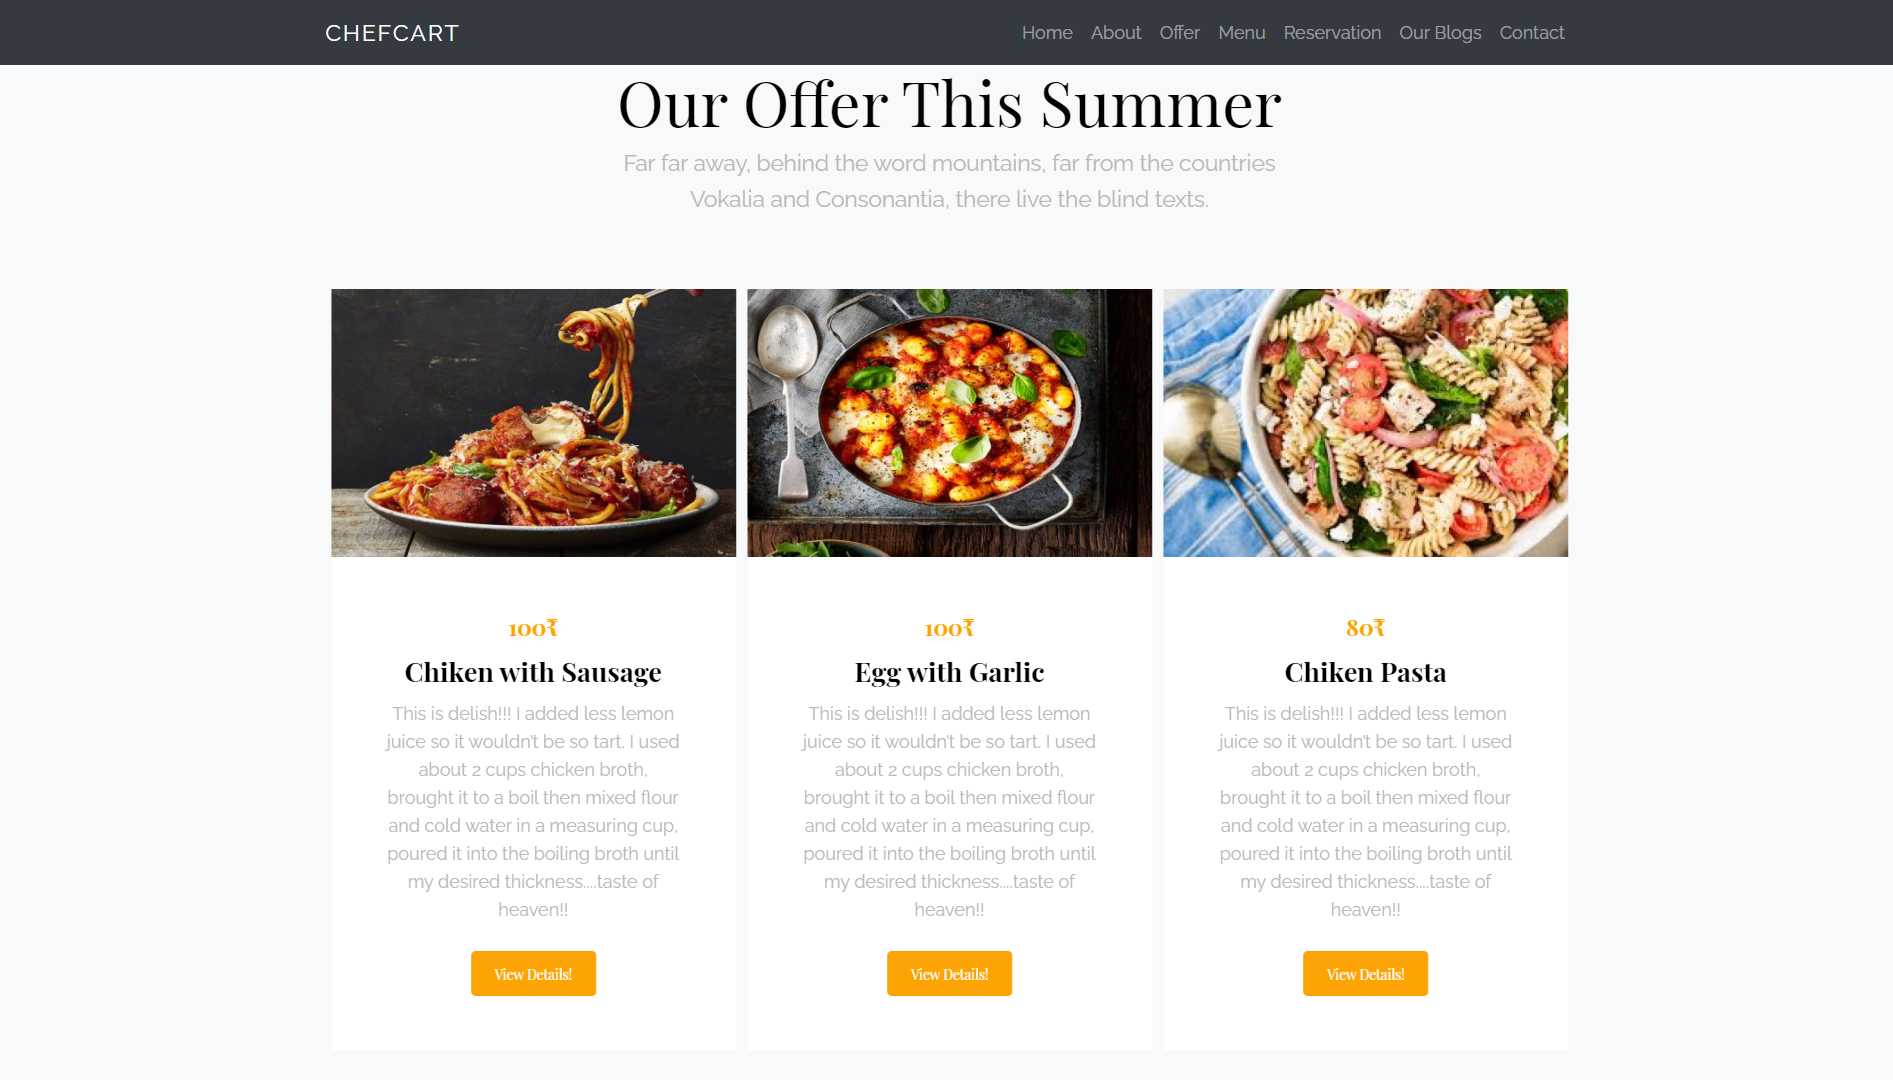 CHEFCART
Home About Offer Menu Reservation Our Blogs Contact
Our Offer This Summer
Far far away, behind the word mountains, far from the countries
Vokalia and Consonantia, there live the blind texts.
100₹
Chiken with Sausage
This is delish!!! I added less lemon
juice so it wouldn't be so tart. I used
about 2 cups chicken broth,
brought it to a boil then mixed flour
and cold water in a measuring cup,
poured it into the boiling broth until
my desired thickness....taste of
heaven!!
View Details!
100₹
Egg with Garlic
This is delish!!! I added less lemon
juice so it wouldn't be so tart. I used
about 2 cups chicken broth,
brought it to a boil then mixed flour
and cold water in a measuring cup,
poured it into the boiling broth until
my desired thickness....taste of
heaven!!
View Details!
80₹
Chiken Pasta
This is delish!!! I added less lemon
juice so it wouldn't be so tart. I used
about 2 cups chicken broth,
brought it to a boil then mixed flour
and cold water in a measuring cup,
poured it into the boiling broth until
my desired thickness....taste of
heaven!!
View Details!